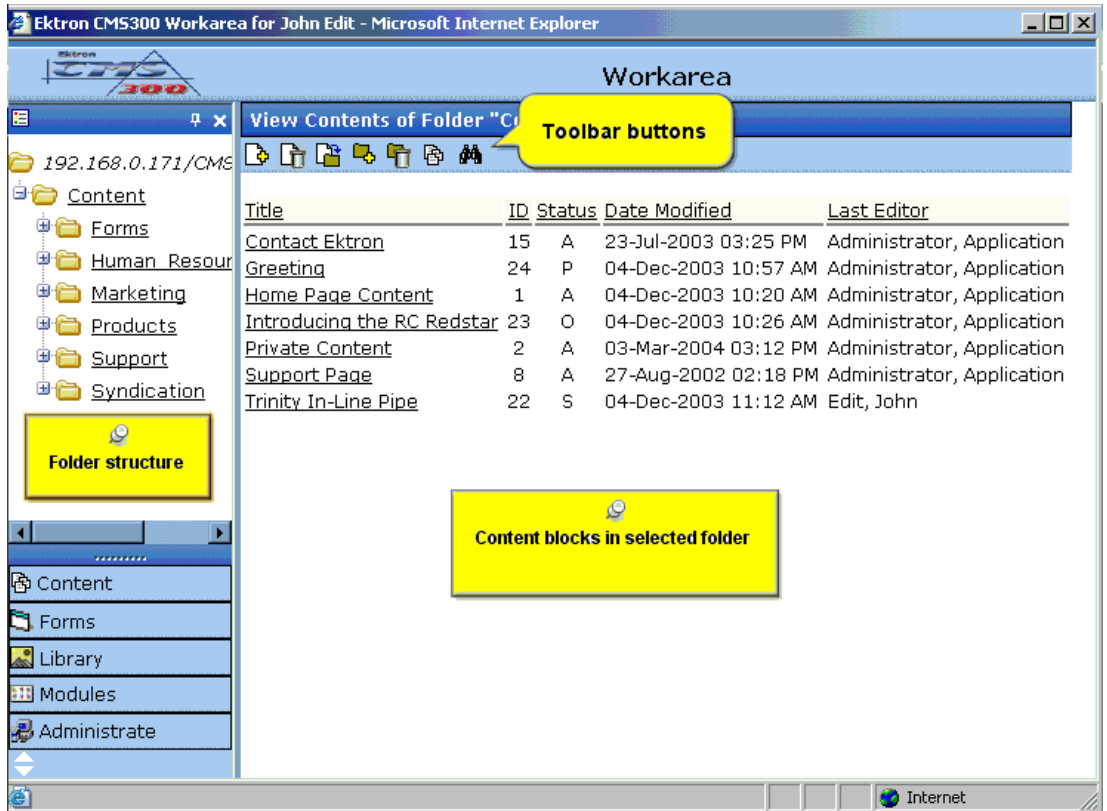 Ektron CMS300 Workarea for John Edit - Microsoft Internet Explorer
Ektron
CMS
300
Workarea
View Contents of Folder "Co
Toolbar buttons
192.168.0.171/CMS
Content
Forms
Human_Resour
Marketing
Products
Support
Syndication
Folder structure
Title ID Status Date Modified Last Editor
Contact Ektron 15 A 23-Jul-2003 03:25 PM Administrator, Application
Greeting 24 P 04-Dec-2003 10:57 AM Administrator, Application
Home Page Content 1 A 04-Dec-2003 10:20 AM Administrator, Application
Introducing the RC Redstar 23 O 04-Dec-2003 10:26 AM Administrator, Application
Private Content 2 A 03-Mar-2004 03:12 PM Administrator, Application
Support Page 8 A 27-Aug-2002 02:18 PM Administrator, Application
Trinity In-Line Pipe 22 S 04-Dec-2003 11:12 AM Edit, John
Content blocks in selected folder
Content
Forms
Library
Modules
Administrate
Internet